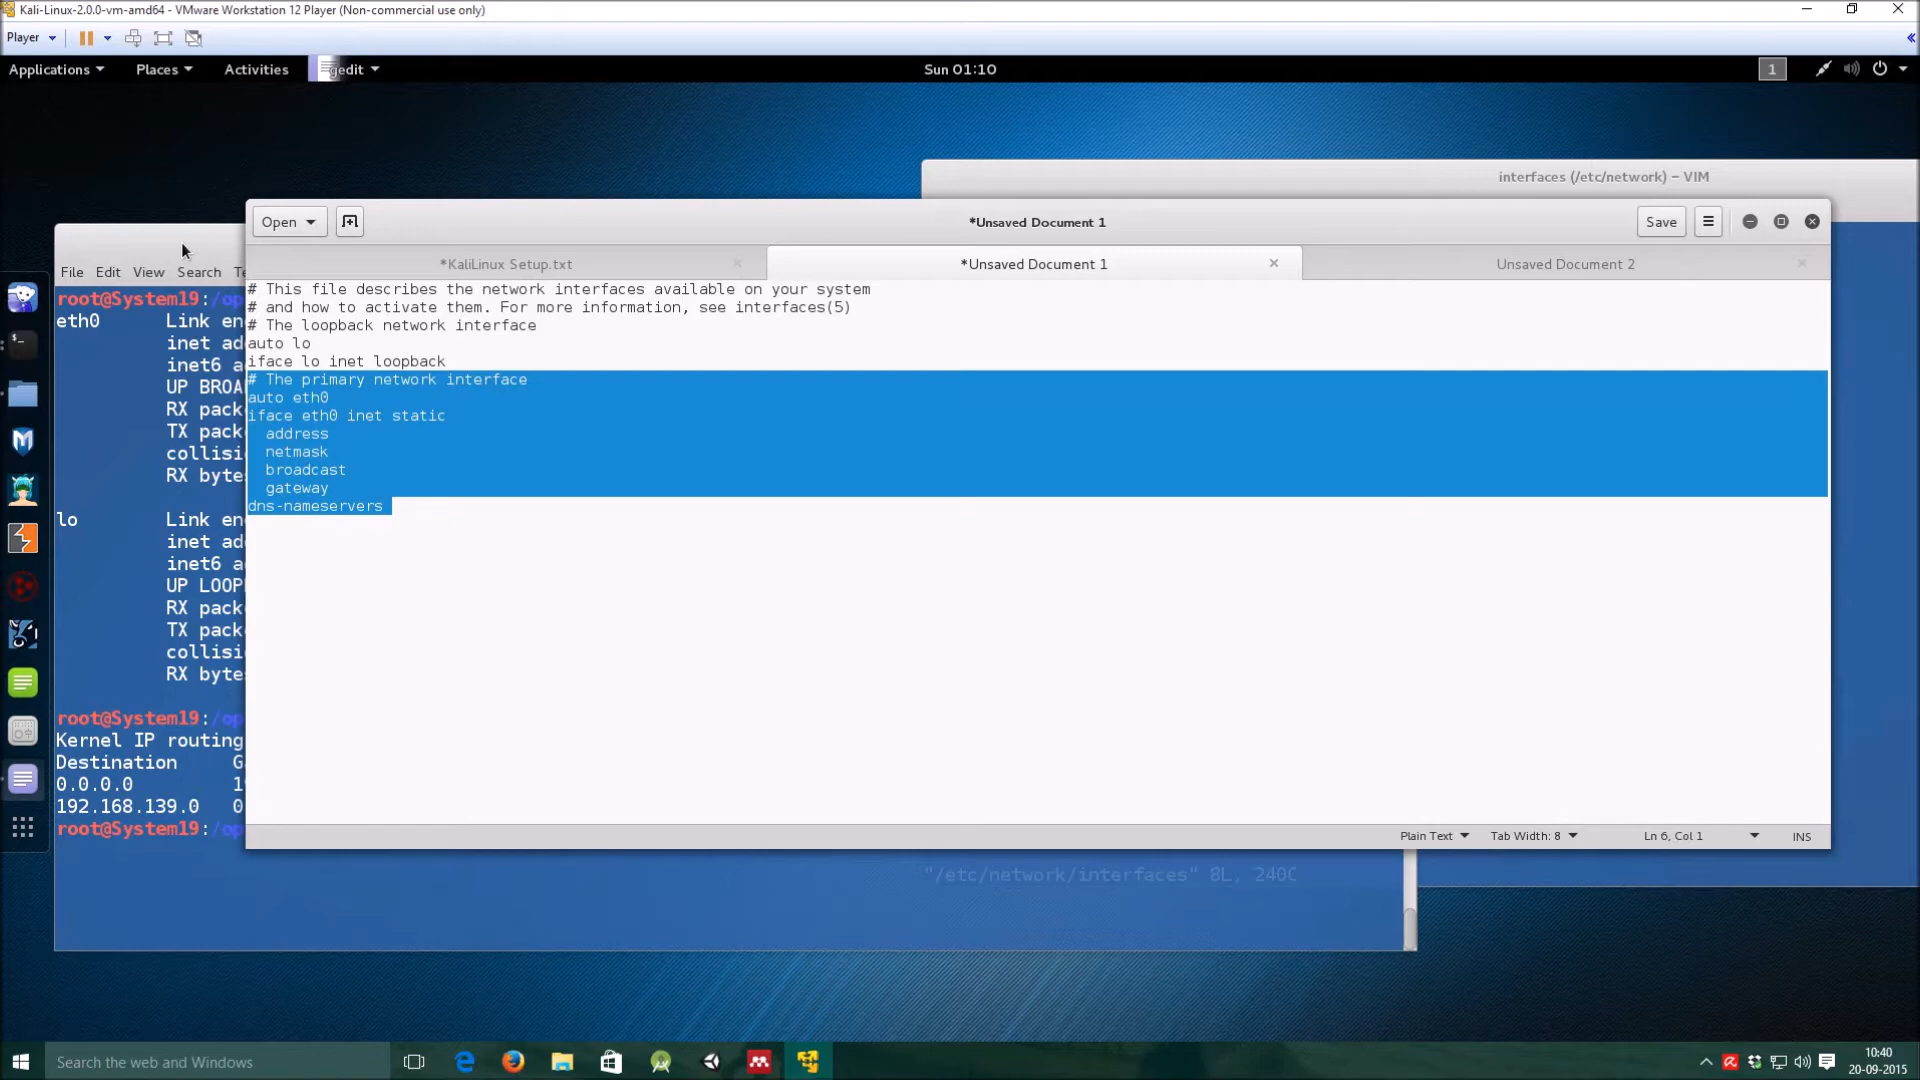 Kali-Linux-2.0.0-vm-amd64 - VMware Workstation 12 Player (Non-commercial use only)
Player
Applications Places Activities gedit Sun 01:10 1
interfaces (/etc/network) – VIM
Open *Unsaved Document 1 Save
*KaliLinux Setup.txt *Unsaved Document 1 Unsaved Document 2
File Edit View Search
# This file describes the network interfaces available on your system
# and how to activate them. For more information, see interfaces(5)
# The loopback network interface
auto lo
iface lo inet loopback
# The primary network interface
auto eth0
iface eth0 inet static
address
netmask
broadcast
gateway
dns-nameservers
root@System19:/op
eth0 Link en
inet ad
inet6 a
UP BROA
RX pack
TX pack
collisi
RX byte
lo Link en
inet ad
inet6 a
UP LOOP
RX pack
TX pack
collisi
RX byte
root@System19:/op
Kernel IP routing
Destination G
0.0.0.0 1
192.168.139.0 0
root@System19:/op
Plain Text Tab Width: 8 Ln 6, Col 1 INS
"/etc/network/interfaces" 8L, 240C
Search the web and Windows
10:40
20-09-2015